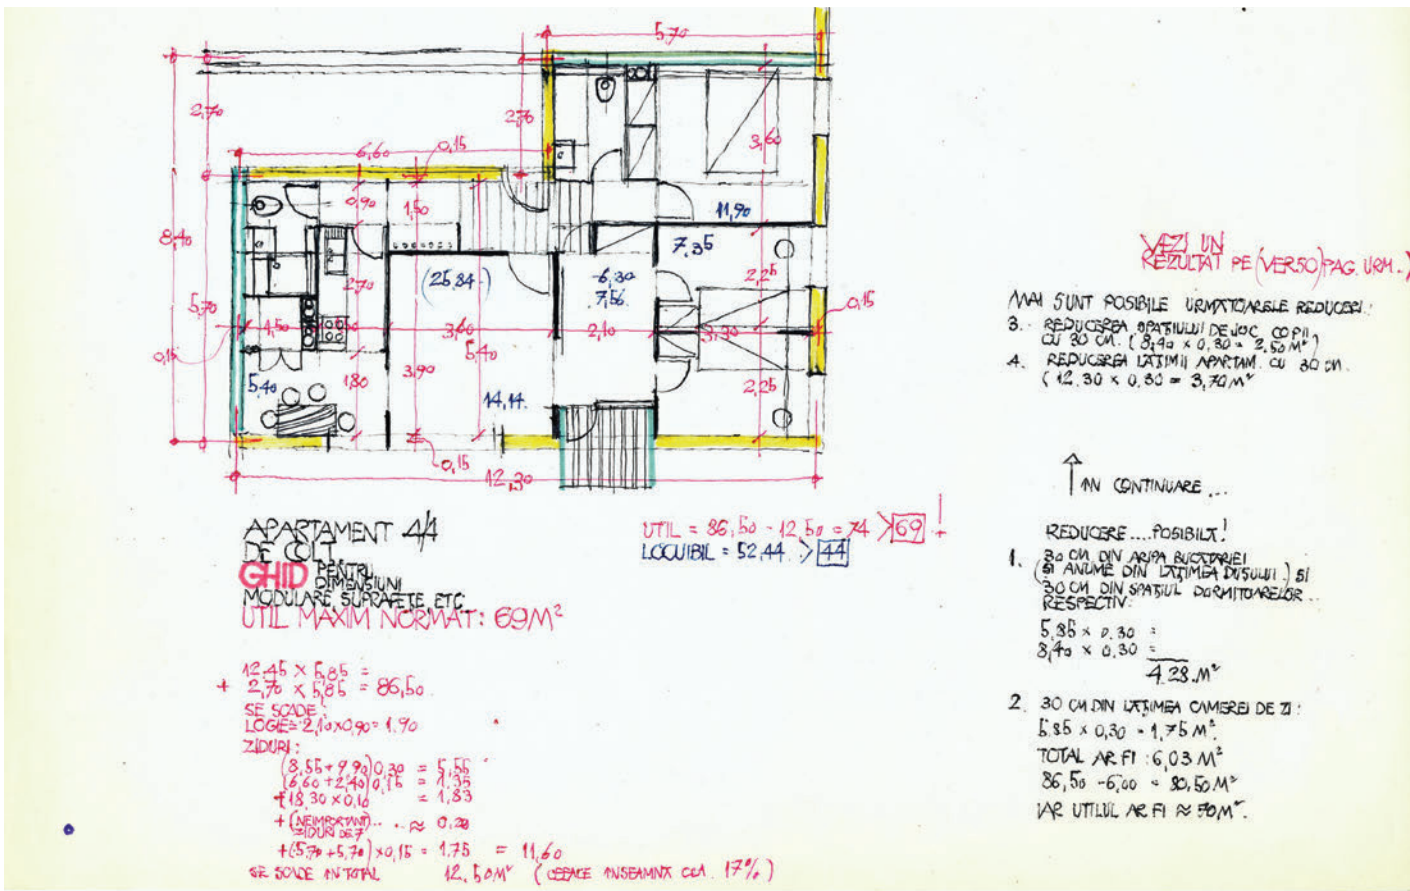 5,70
2,70
2,70
6,60
0,15
3,60
0,90
1,50
11,90
8,40
7,35
(25,84)
6,30
7,56
2,25
2,70
0,15
5,70
1,50
3,60
2,10
3,30
5,40
0,15
3,90
1,80
5,40
14,14
2,25
0,15
12,30
VEZI UN
REZULTAT PE (VERSO) PAG. URM..)
MAI SUNT POSIBILE URMĂTOARELE REDUCERI:
3. REDUCEREA SPAȚIULUI DE JOC COPII,
CU 30 CM. (8,40 x 0,30 = 2,50 M²)
4. REDUCEREA LĂȚIMII APARTAM. CU 30 CM.
(12.30 x 0.30 = 3,70 M²
ÎN CONTINUARE...
APARTAMENT 4/4
DE COLȚ
GHID PENTRU
DIMENSIUNI
MODULARE, SUPRAFEȚE, ETC.
UTIL MAXIM NORMAT: 69 M²
UTIL = 86,50 - 12,50 = 74 > 69 !
LOCUIBIL = 52,44 > 44
12,45 x 5,85 =
+ 2,70 x 5,85 = 86,50
SE SCADE:
LOGIE = 2,10 x 0,90 = 1.90
ZIDURI:
(8,55 + 9,90) 0,30 = 5,55
(6,60 + 2,40) 0,15 = 1.35
+ 18,30 x 0,10 = 1,83
+ (NEIMPORTANT)... ≈ 0,20
ZIDURI DE 7
+ (5,70 + 5,70) x 0,15 = 1.75 = 11,60
SE SCADE IN TOTAL 12,50 M² (CEEACE ÎNSEAMNĂ CCA. 17%)
REDUCERE.... POSIBILĂ!
1. 30 CM DIN ARIPA BUCĂTĂRIEI
(ȘI ANUME DIN LĂȚIMEA DUȘULUI) ȘI
30 CM DIN SPAȚIUL DORMITOARELOR..
RESPECTIV:
5,85 x 0.30 =
8,40 x 0.30 =
4.28. M²
2. 30 CM DIN LĂȚIMEA CAMEREI DE ZI:
5.85 x 0,30 = 1,75 M².
TOTAL AR FI: 6,03 M²
86,50 - 6,00 = 80,50 M²
IAR UTILUL AR FI ≈ 70 M².